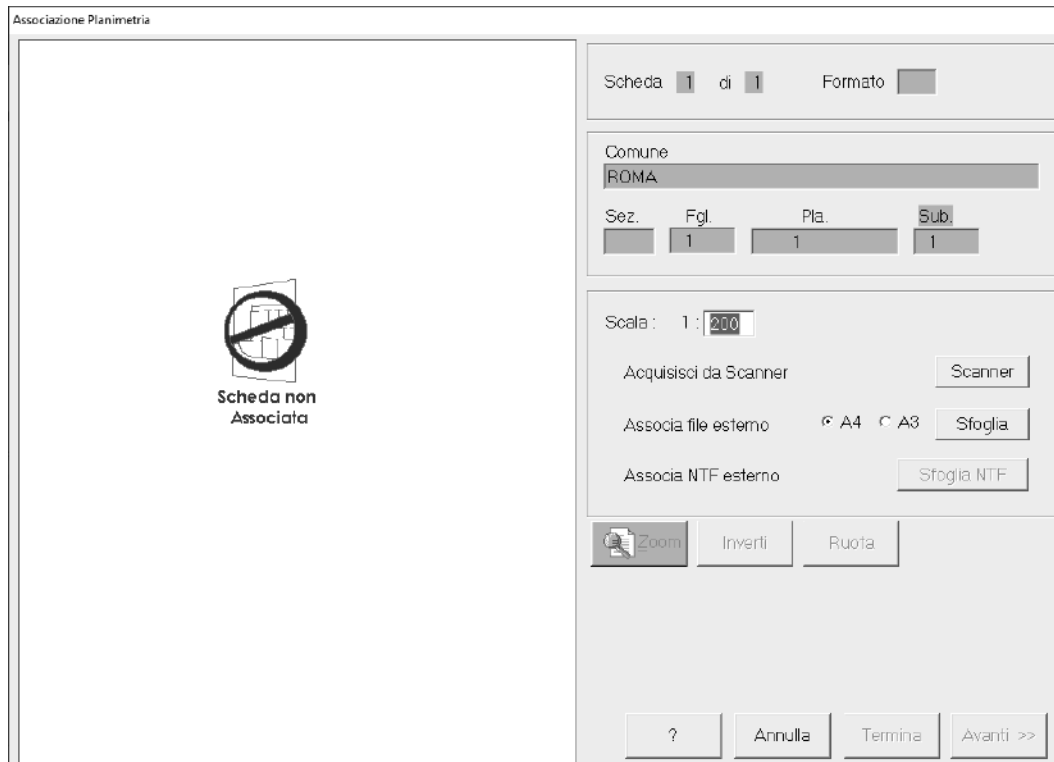 Associazione Planimetria
Scheda 1 di 1 Formato
Comune
ROMA
Sez. Fgl. Pla. Sub.
1 1 1
Scala : 1 : 200
Acquisisci da Scanner Scanner
Associa file esterno A4 A3 Sfoglia
Associa NTF esterno Sfoglia NTF
Scheda non
Associata
Zoom Inverti Ruota
? Annulla Termina Avanti >>